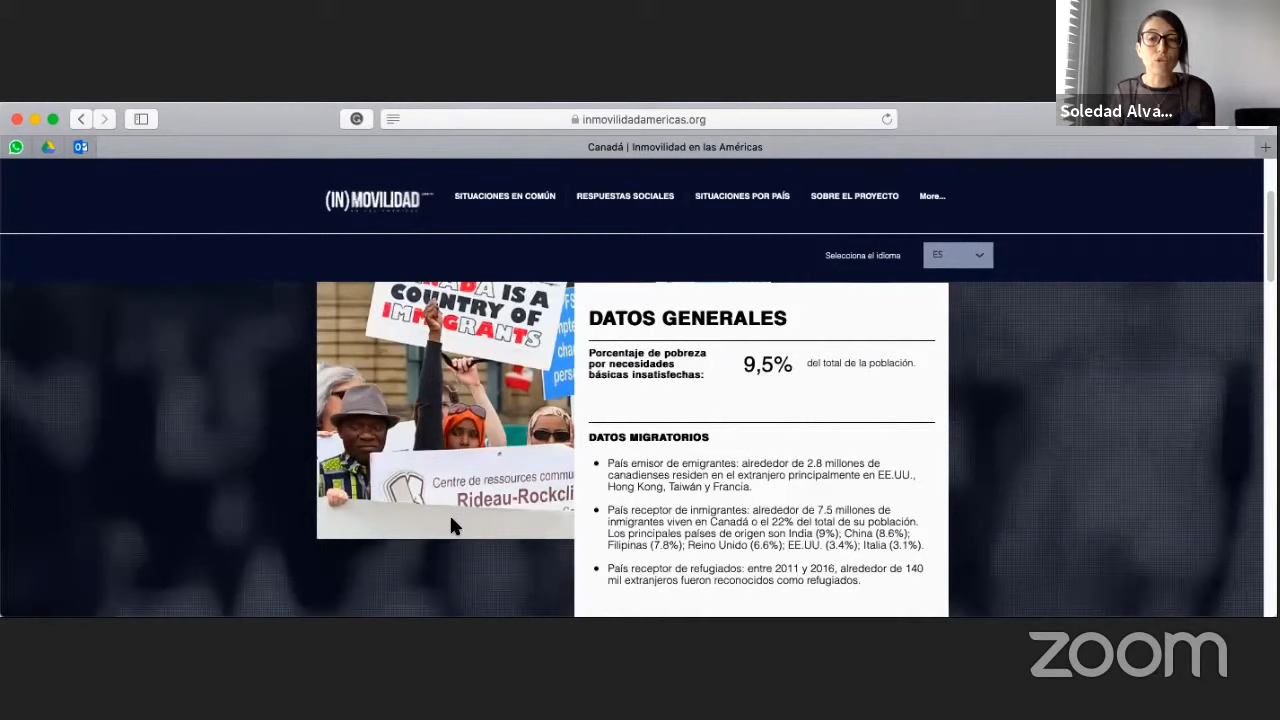 Soledad Alva...
inmovilidadamericas.org
Canadá | Inmovilidad en las Américas
(IN)MOVILIDAD
SITUACIONES EN COMÚN
RESPUESTAS SOCIALES
SITUACIONES POR PAÍS
SOBRE EL PROYECTO
More...
Selecciona el idioma
ES
IS A
COUNTRY OF
IMMIGRANTS
Centre de ressources commu
Rideau-Rockcli
DATOS GENERALES
Porcentaje de pobreza
por necesidades
básicas insatisfechas:
9,5%
del total de la población.
DATOS MIGRATORIOS
País emisor de emigrantes: alrededor de 2.8 millones de
canadienses residen en el extranjero principalmente en EE.UU.,
Hong Kong, Taiwán y Francia.
País receptor de inmigrantes: alrededor de 7.5 millones de
inmigrantes viven en Canadá o el 22% del total de su población.
Los principales países de origen son India (9%); China (8.6%);
Filipinas (7.8%); Reino Unido (6.6%); EE.UU. (3.4%); Italia (3.1%).
País receptor de refugiados: entre 2011 y 2016, alrededor de 140
mil extranjeros fueron reconocidos como refugiados.
zoom